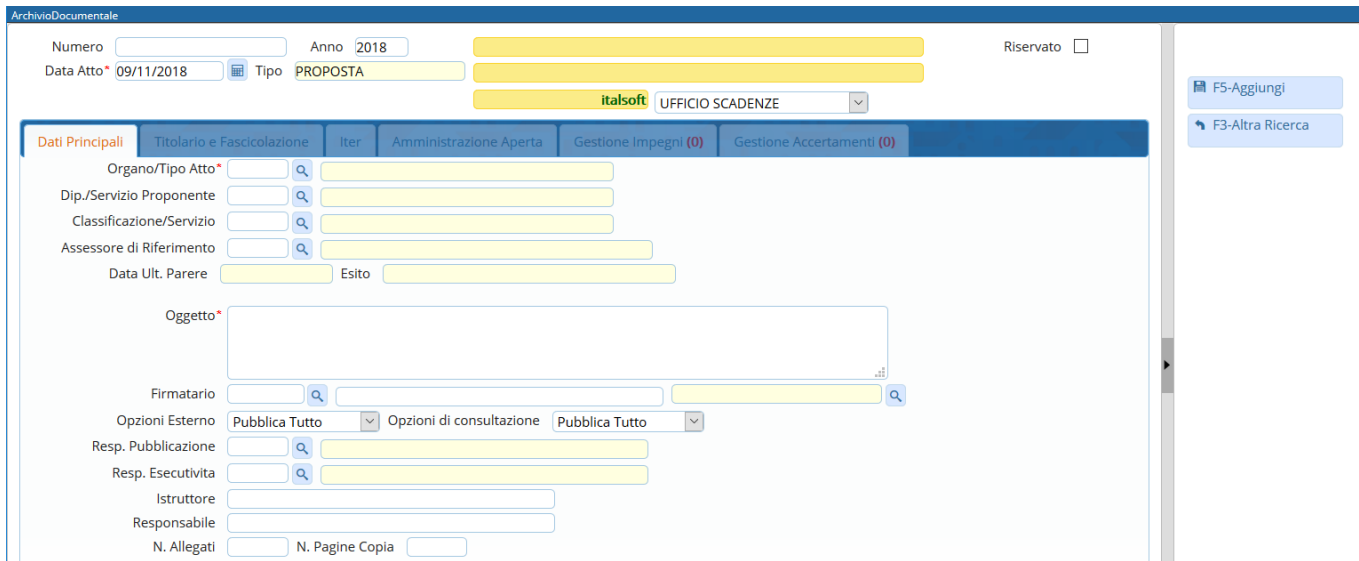 ArchivioDocumentale
Numero Anno 2018 Riservato
Data Atto* 09/11/2018 Tipo PROPOSTA
italsoft UFFICIO SCADENZE
F5-Aggiungi
F3-Altra Ricerca
Dati Principali Titolario e Fascicolazione Iter Amministrazione Aperta Gestione Impegni (0) Gestione Accertamenti (0)
Organo/Tipo Atto*
Dip./Servizio Proponente
Classificazione/Servizio
Assessore di Riferimento
Data Ult. Parere Esito
Oggetto*
Firmatario
Opzioni Esterno Pubblica Tutto Opzioni di consultazione Pubblica Tutto
Resp. Pubblicazione
Resp. Esecutivita
Istruttore
Responsabile
N. Allegati N. Pagine Copia